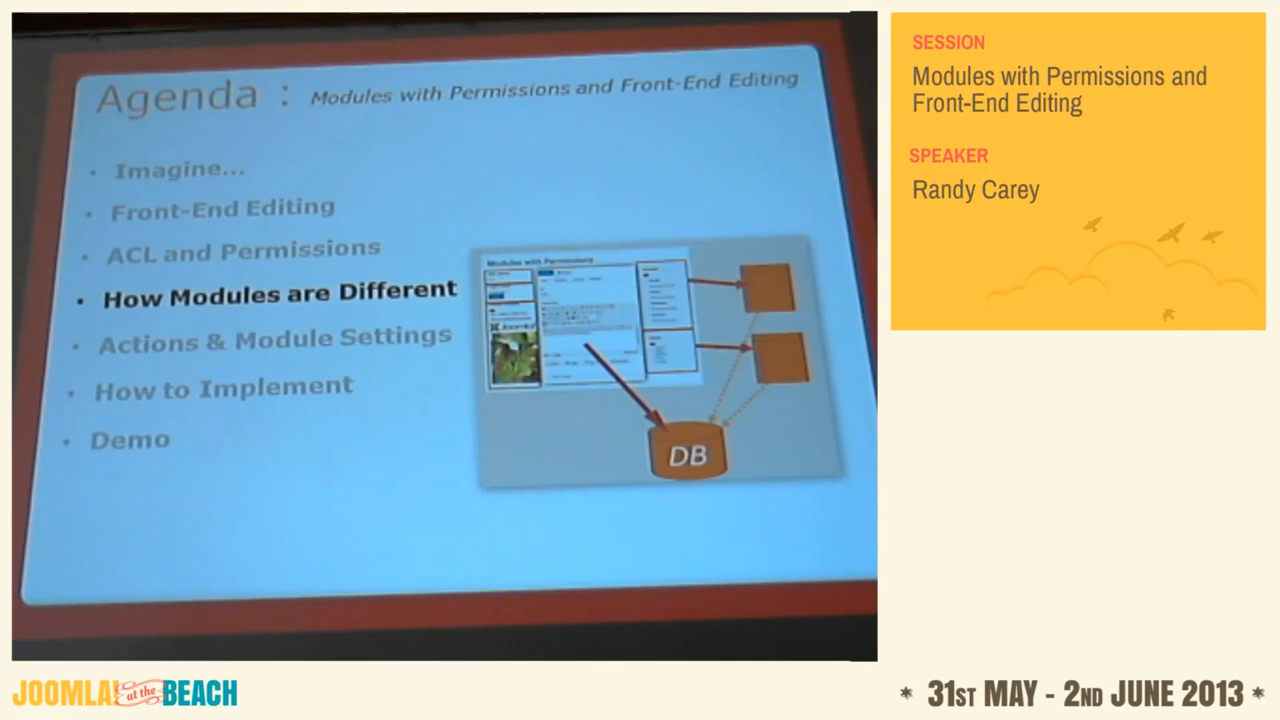 Agenda : Modules with Permissions and Front-End Editing
• Imagine...
• Front-End Editing
• ACL and Permissions
• How Modules are Different
• Actions & Module Settings
• How to Implement
• Demo
Modules with Permissions
Joomla!
DB
SESSION
Modules with Permissions and
Front-End Editing
SPEAKER
Randy Carey
JOOMLA! at the BEACH
* 31ST MAY - 2ND JUNE 2013 *